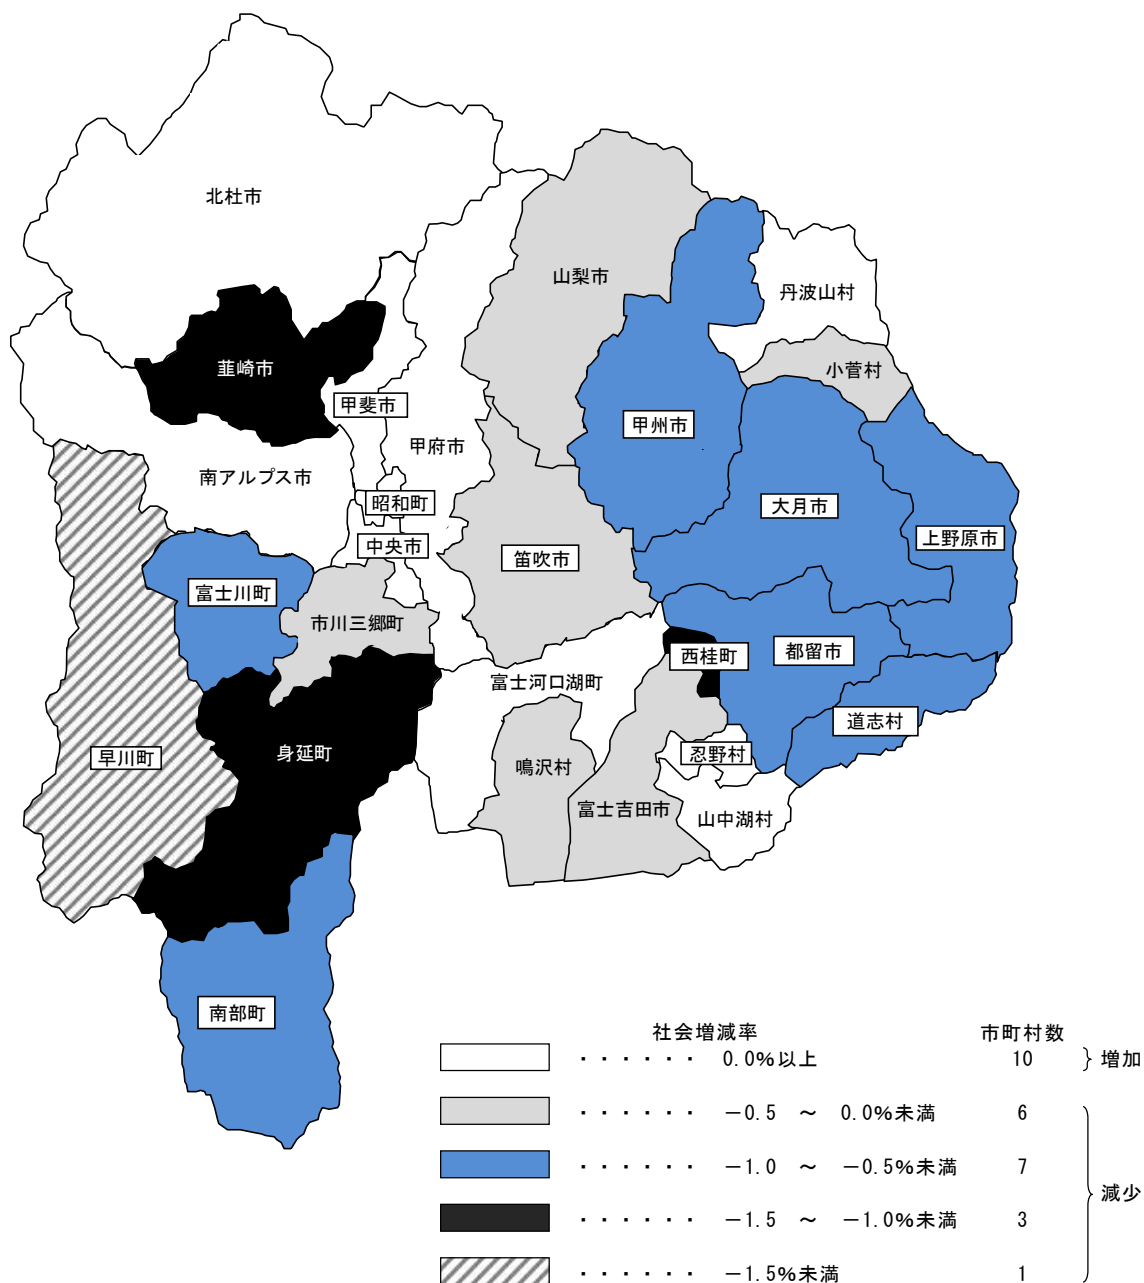 北杜市
山梨市
丹波山村
韮崎市
小菅村
甲斐市
甲州市
甲府市
南アルプス市
昭和町
大月市
中央市
上野原市
笛吹市
富士川町
市川三郷町
西桂町
都留市
富士河口湖町
道志村
早川町
身延町
忍野村
鳴沢村
富士吉田市
山中湖村
南部町
社会増減率 市町村数
・・・・・・ 0.0%以上 10 増加
・・・・・・ −0.5 ～ 0.0%未満 6
・・・・・・ −1.0 ～ −0.5%未満 7
減少
・・・・・・ −1.5 ～ −1.0%未満 3
・・・・・・ −1.5%未満 1